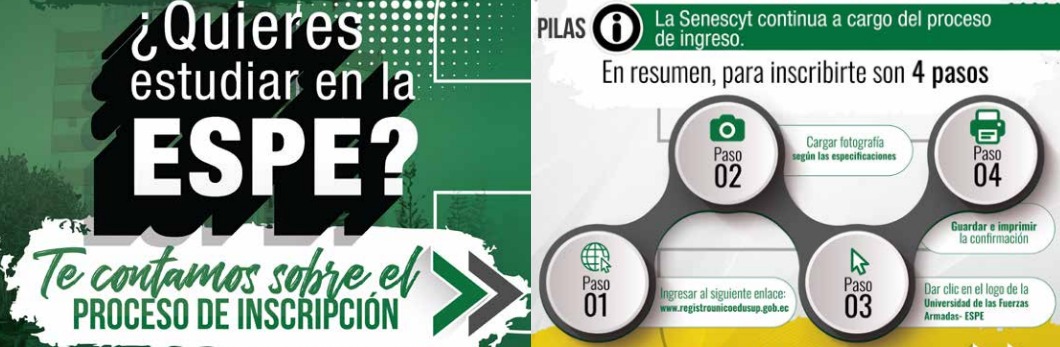 ¿Quieres
estudiar en la
ESPE?
Te contamos sobre el
PROCESO DE INSCRIPCIÓN
PILAS
La Senescyt continua a cargo del proceso
de ingreso.
En resumen, para inscribirte son 4 pasos
Paso
02
Cargar fotografía
según las especificaciones
Paso
04
Guardar e imprimir
la confirmación
Paso
01
Ingresar al siguiente enlace:
www.registrounicoedusup.gob.ec
Paso
03
Dar clic en el logo de la
Universidad de las Fuerzas
Armadas- ESPE